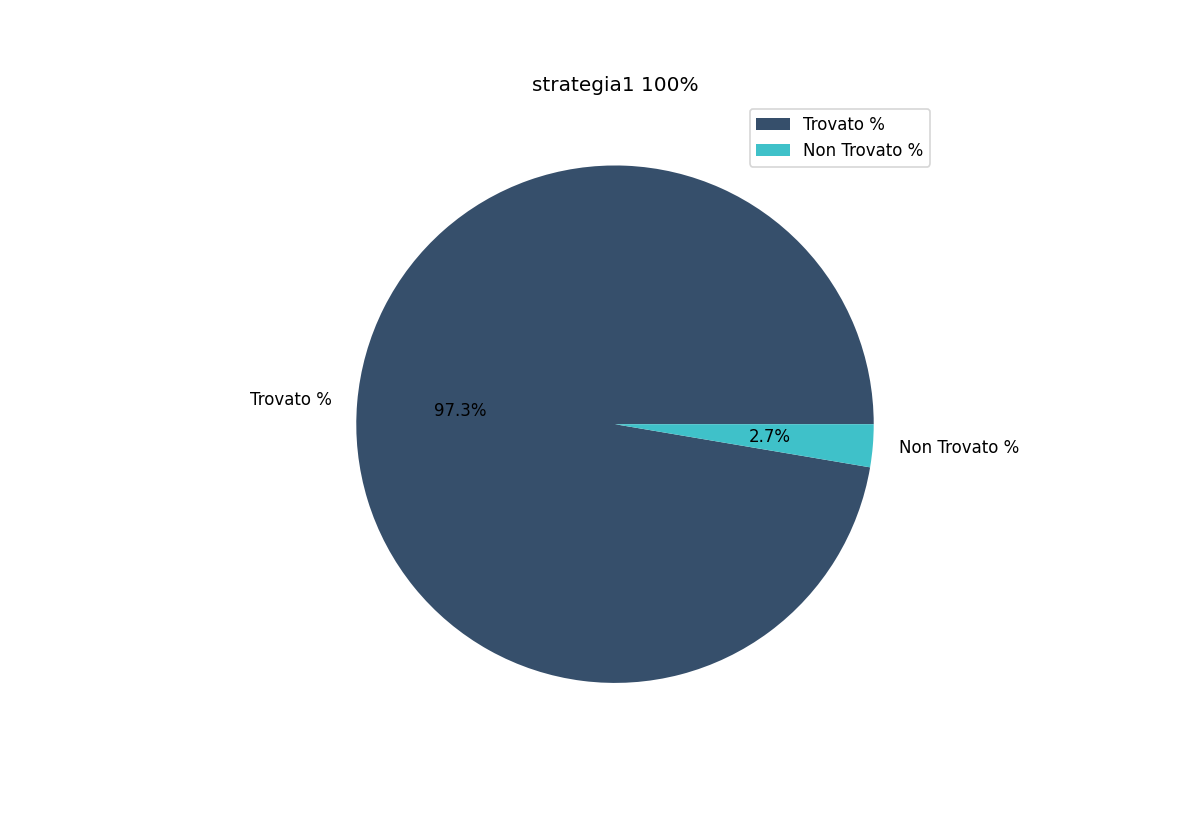 strategia1 100%
Trovato %
Non Trovato %
Trovato %
97.3%
2.7%
Non Trovato %